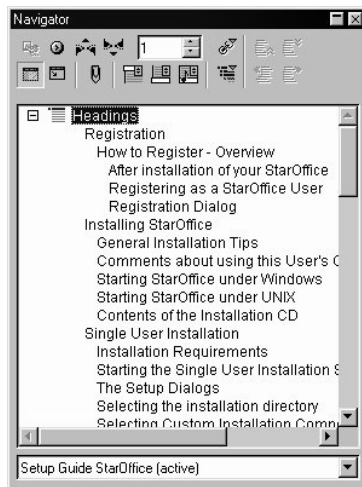 Navigator
1
Headings
Registration
How to Register - Overview
After installation of your StarOffice
Registering as a StarOffice User
Registration Dialog
Installing StarOffice
General Installation Tips
Comments about using this User's
Starting StarOffice under Windows
Starting StarOffice under UNIX
Contents of the Installation CD
Single User Installation
Installation Requirements
Starting the Single User Installation
The Setup Dialogs
Selecting the installation directory
Selecting Custom Installation
Setup Guide StarOffice (active)